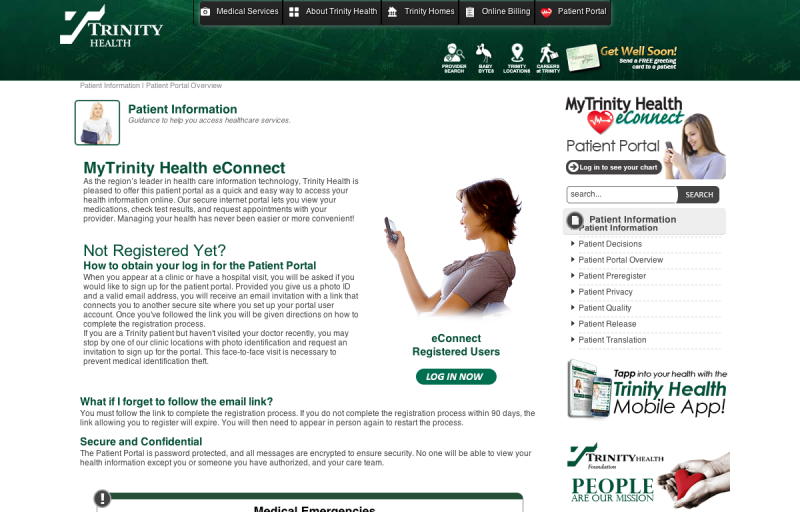 TRINITY
HEALTH
Medical Services
About Trinity Health
Trinity Homes
Online Billing
Patient Portal
PROVIDER
SEARCH
BABY
BYTES
TRINITY
LOCATIONS
CAREERS
at TRINITY
Get Well Soon!
Send a FREE greeting
card to a patient
Patient Information | Patient Portal Overview
Patient Information
Guidance to help you access healthcare services.
MyTrinity Health eConnect
As the region's leader in health care information technology, Trinity Health is
pleased to offer this patient portal as a quick and easy way to access your
health information online. Our secure internet portal lets you view your
medications, check test results, and request appointments with your
provider. Managing your health has never been easier or more convenient!
Not Registered Yet?
How to obtain your log in for the Patient Portal
When you appear at a clinic or have a hospital visit, you will be asked if you
would like to sign up for the patient portal. Provided you give us a photo ID
and a valid email address, you will receive an email invitation with a link that
connects you to another secure site where you set up your portal user
account. Once you've followed the link you will be given directions on how to
complete the registration process.
If you are a Trinity patient but haven't visited your doctor recently, you may
stop by one of our clinic locations with photo identification and request an
invitation to sign up for the portal. This face-to-face visit is necessary to
prevent medical identification theft.
eConnect
Registered Users
LOG IN NOW
What if I forget to follow the email link?
You must follow the link to complete the registration process. If you do not complete the registration process within 90 days, the
link allowing you to register will expire. You will then need to appear in person again to restart the process.
Secure and Confidential
The Patient Portal is password protected, and all messages are encrypted to ensure security. No one will be able to view your
health information except you or someone you have authorized, and your care team.
Medical Emergencies
MyTrinity Health
eConnect
Patient Portal
Log in to see your chart
search...
SEARCH
Patient Information
Patient Information
Patient Decisions
Patient Portal Overview
Patient Preregister
Patient Privacy
Patient Quality
Patient Release
Patient Translation
Tapp into your health with the
Trinity Health
Mobile App!
TRINITY HEALTH
Foundation
PEOPLE
ARE OUR MISSION